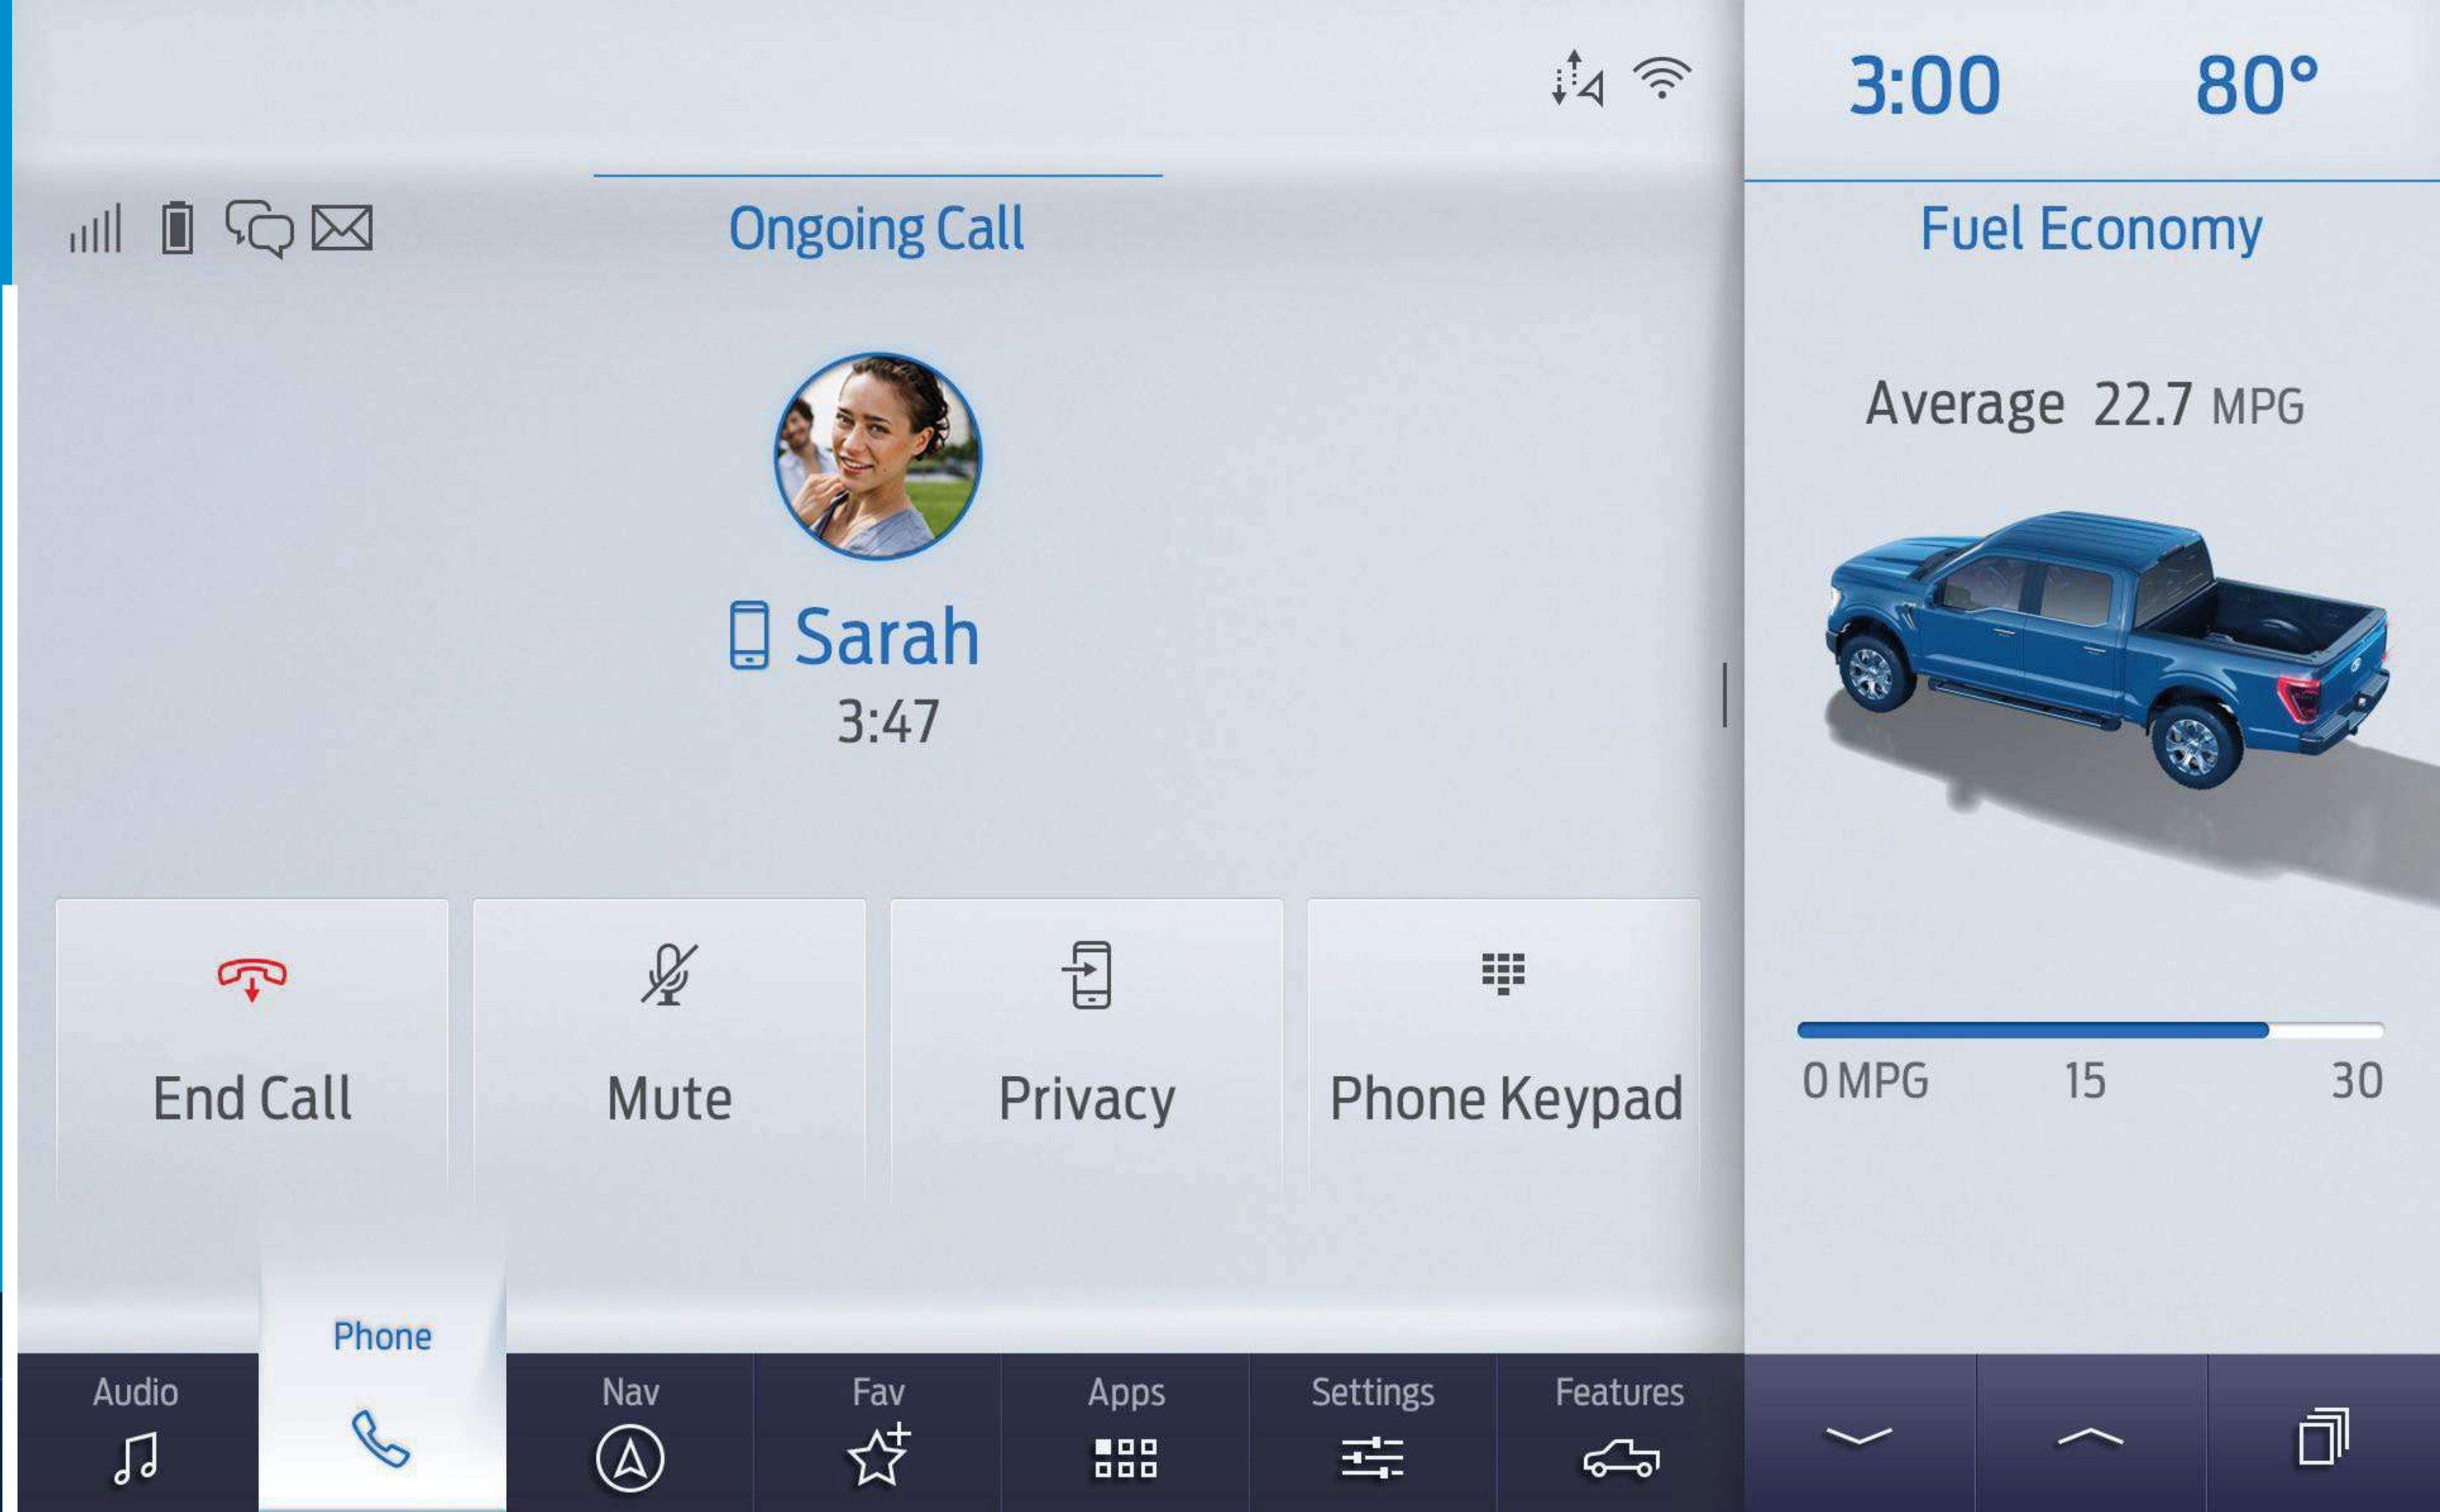 3:00 80°
Ongoing Call
Fuel Economy
Average 22.7 MPG
Sarah
3:47
End Call
Mute
Privacy
Phone Keypad
0 MPG 15 30
Phone
Audio
Nav
Fav
Apps
Settings
Features